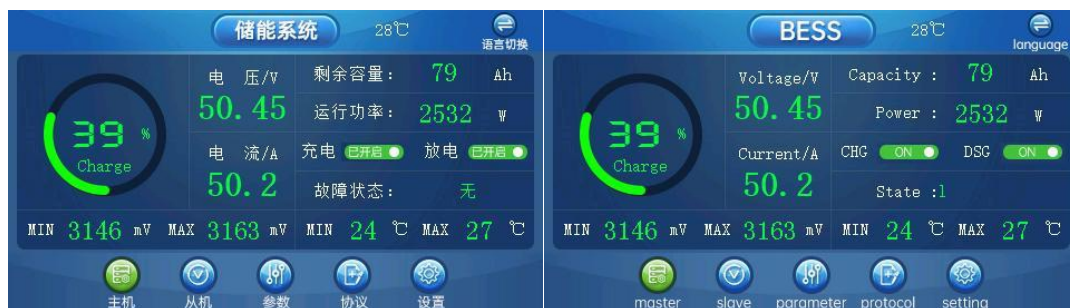 储能系统 28℃ 语言切换
39 % Charge
电 压/V
50.45
电 流/A
50.2
剩余容量: 79 Ah
运行功率: 2532 W
充电 已开启 放电 已开启
故障状态: 无
MIN 3146 mV MAX 3163 mV MIN 24 ℃ MAX 27 ℃
主机 从机 参数 协议 设置
BESS 28℃ language
39 % Charge
Voltage/V
50.45
Current/A
50.2
Capacity : 79 Ah
Power : 2532 W
CHG ON DSG ON
State :1
MIN 3146 mV MAX 3163 mV MIN 24 ℃ MAX 27 ℃
master slave parameter protocol setting